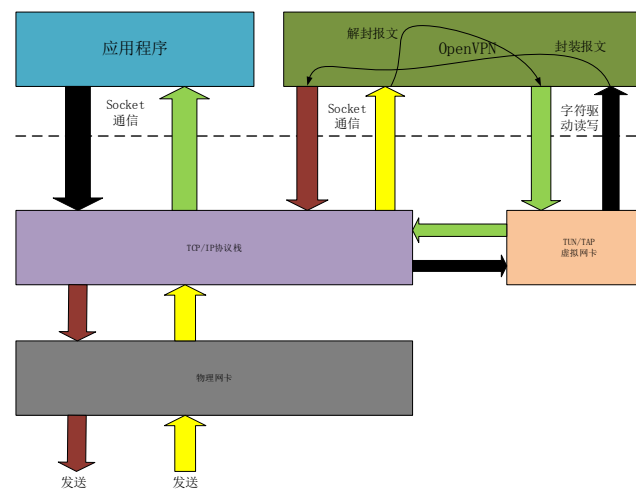 应用程序
解封报文
OpenVPN
封装报文
Socket
通信
Socket
通信
字符驱
动读写
TCP/IP协议栈
TUN/TAP
虚拟网卡
物理网卡
发送
发送